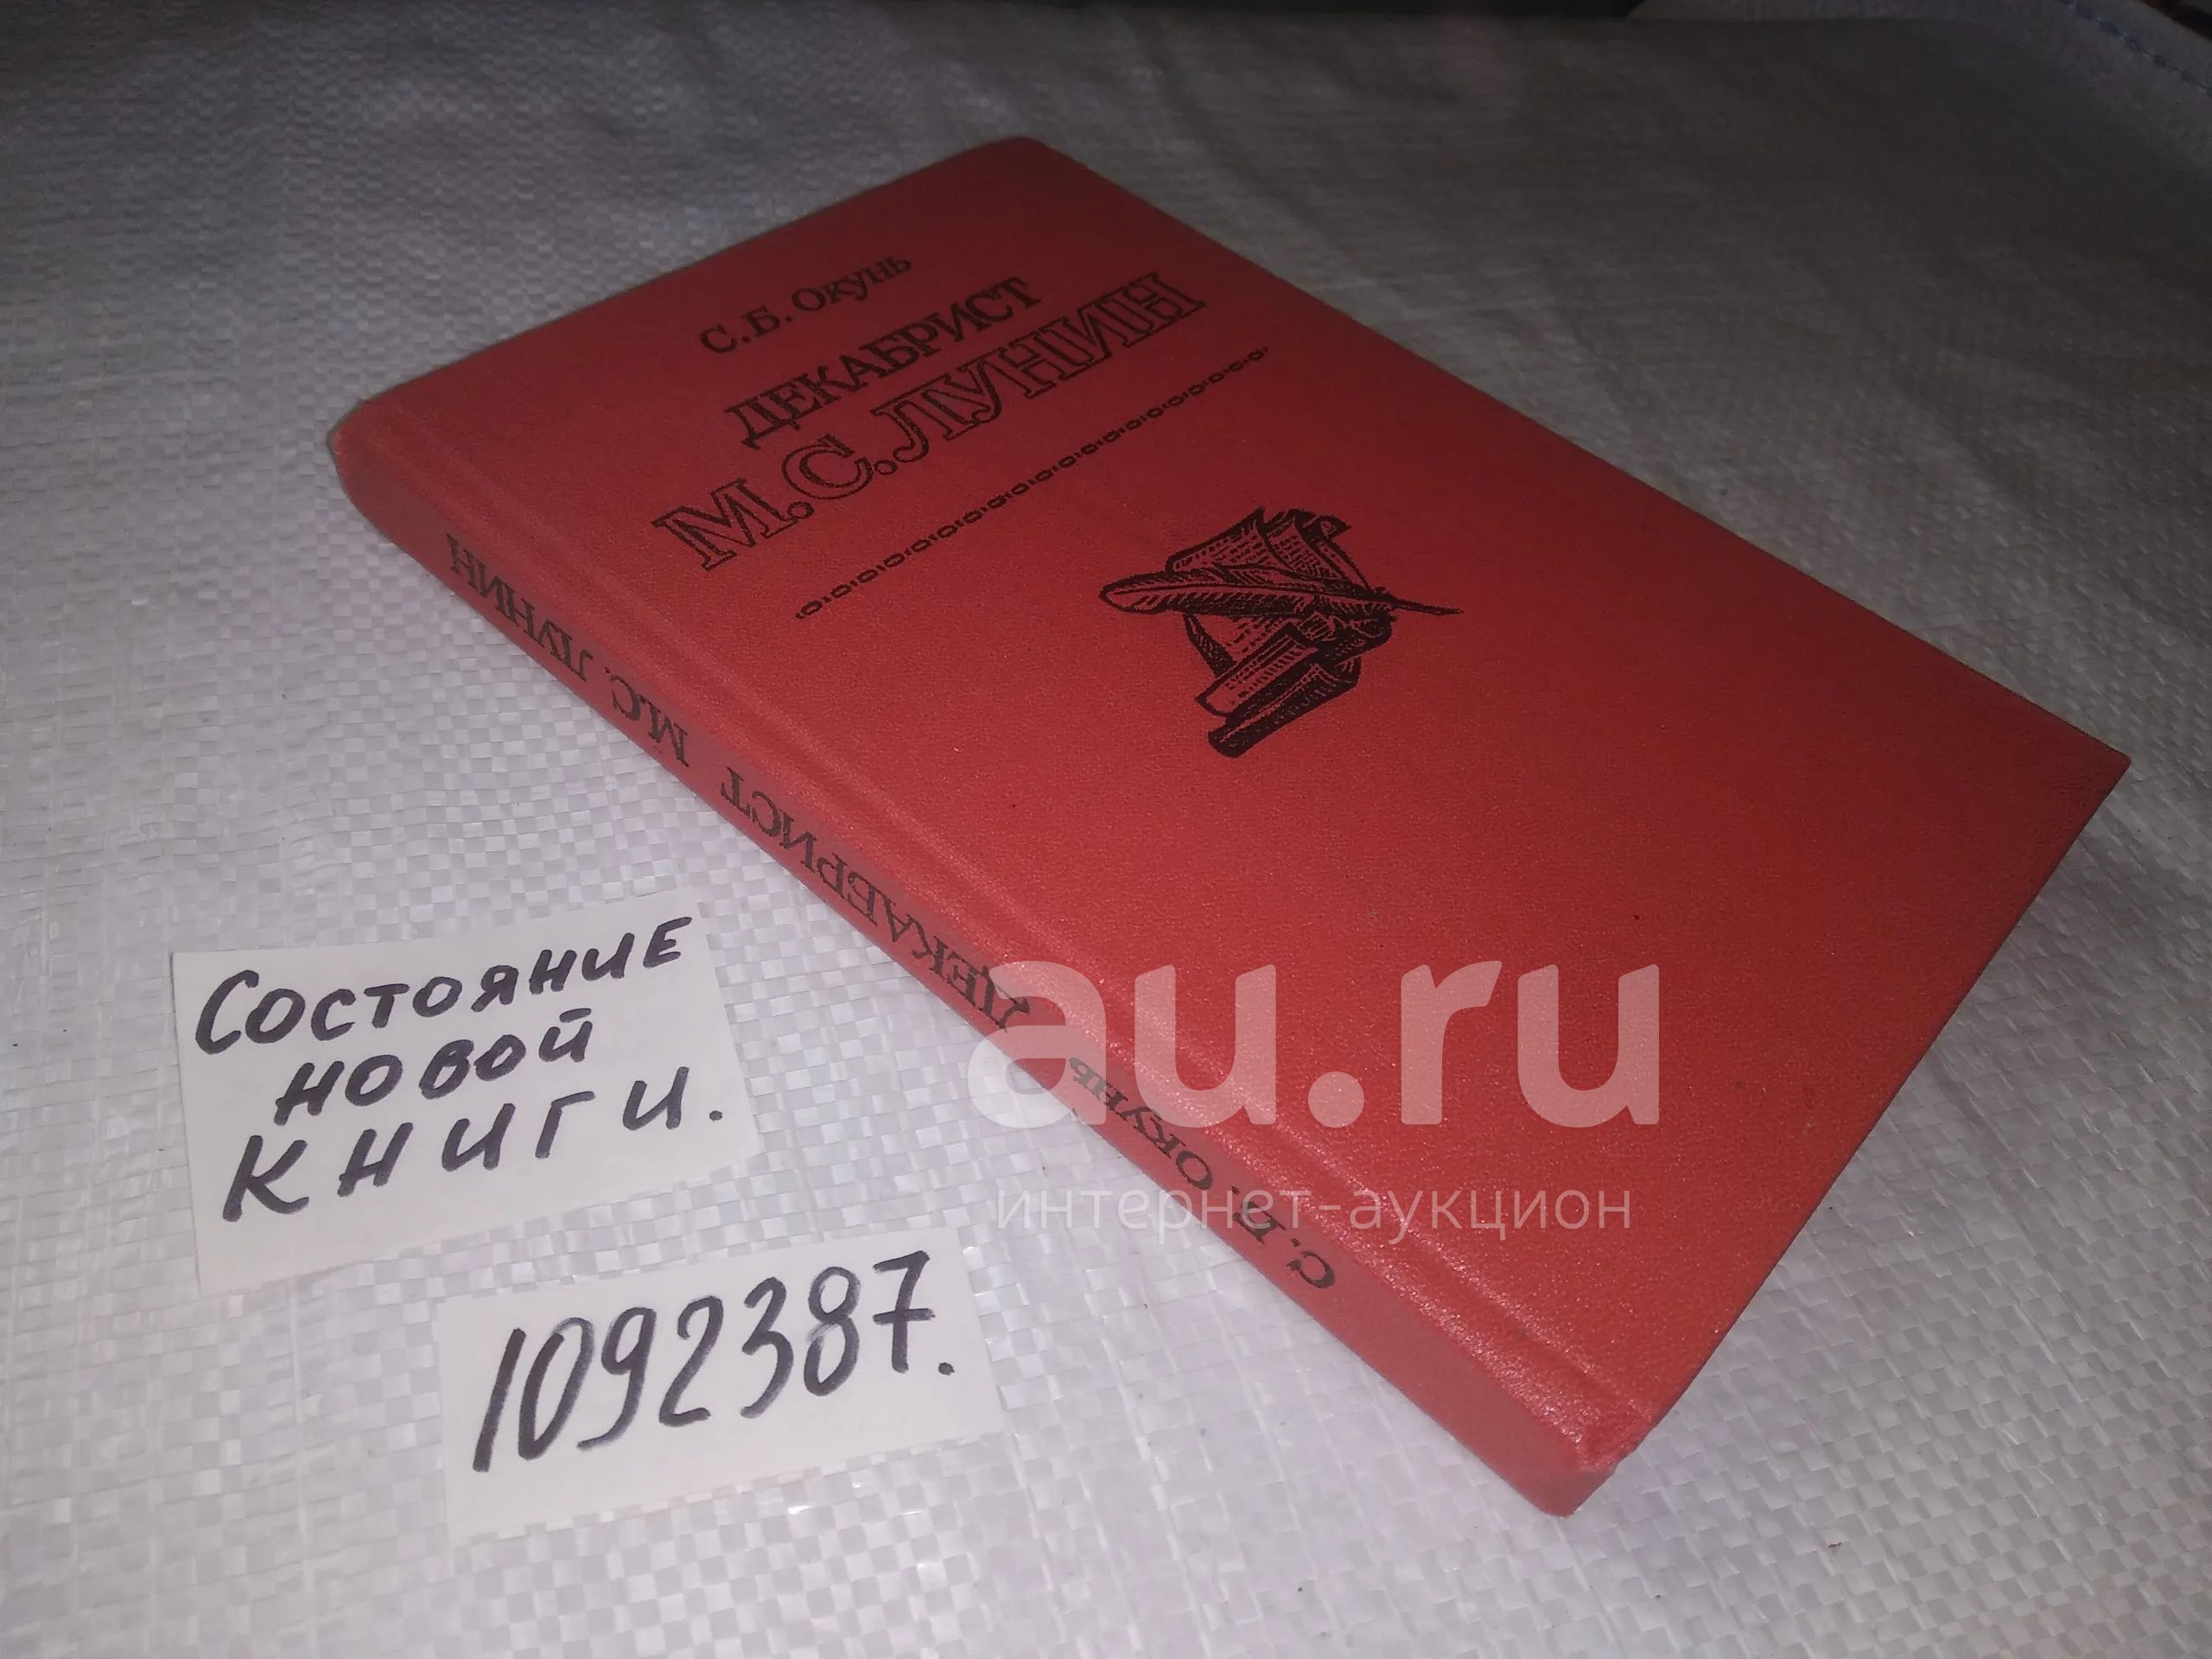 С. Б. Окунь
ДЕКАБРИСТ
М.С.ЛУНИН
С. Б. ОКУНЬ ДЕКАБРИСТ М.С. ЛУНИН
Состояние
новой
книги.
1092387.
au.ru
интернет-аукцион